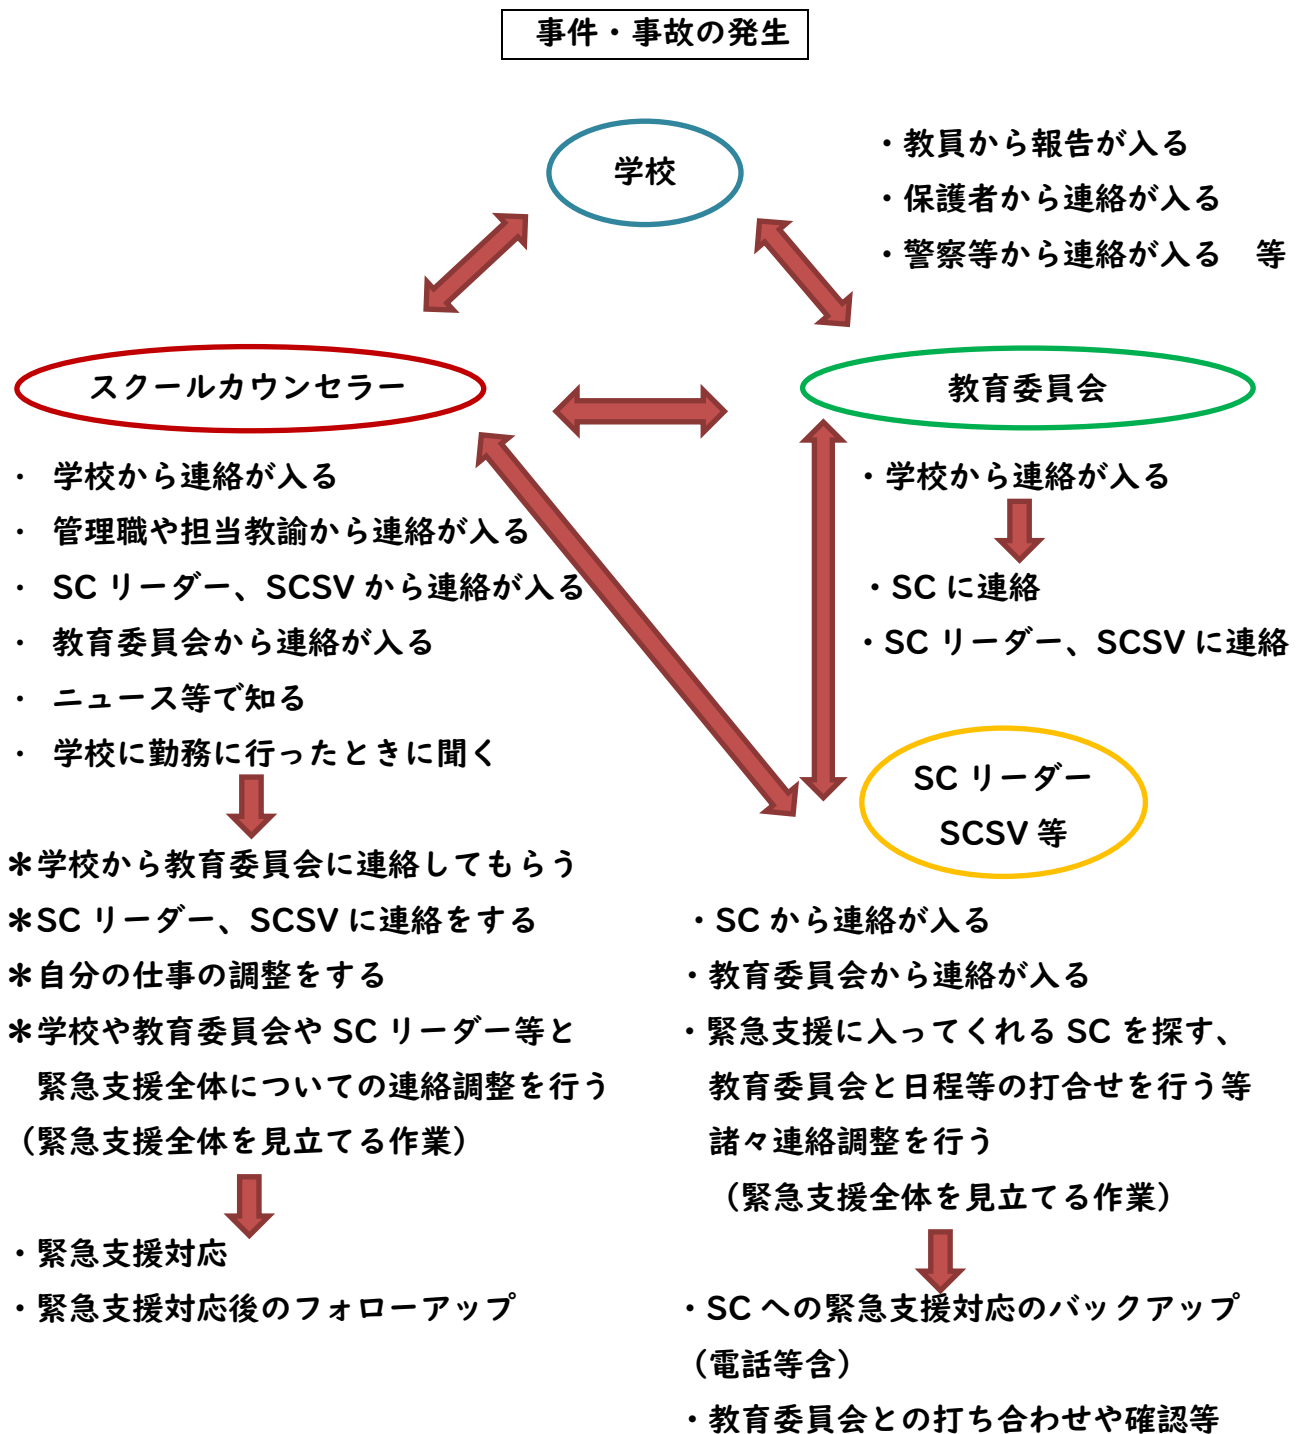 事件・事故の発生
学校
・教員から報告が入る
・保護者から連絡が入る
・警察等から連絡が入る　等
スクールカウンセラー
・ 学校から連絡が入る
・ 管理職や担当教諭から連絡が入る
・ SC リーダー、SCSV から連絡が入る
・ 教育委員会から連絡が入る
・ ニュース等で知る
・ 学校に勤務に行ったときに聞く
＊学校から教育委員会に連絡してもらう
＊SC リーダー、SCSV に連絡をする
＊自分の仕事の調整をする
＊学校や教育委員会や SC リーダー等と
緊急支援全体についての連絡調整を行う
（緊急支援全体を見立てる作業）
・緊急支援対応
・緊急支援対応後のフォローアップ
教育委員会
・学校から連絡が入る
・SC に連絡
・SC リーダー、SCSV に連絡
SC リーダー
SCSV 等
・SC から連絡が入る
・教育委員会から連絡が入る
・緊急支援に入ってくれる SC を探す、
教育委員会と日程等の打合せを行う等
諸々連絡調整を行う
（緊急支援全体を見立てる作業）
・SC への緊急支援対応のバックアップ
（電話等含）
・教育委員会との打ち合わせや確認等